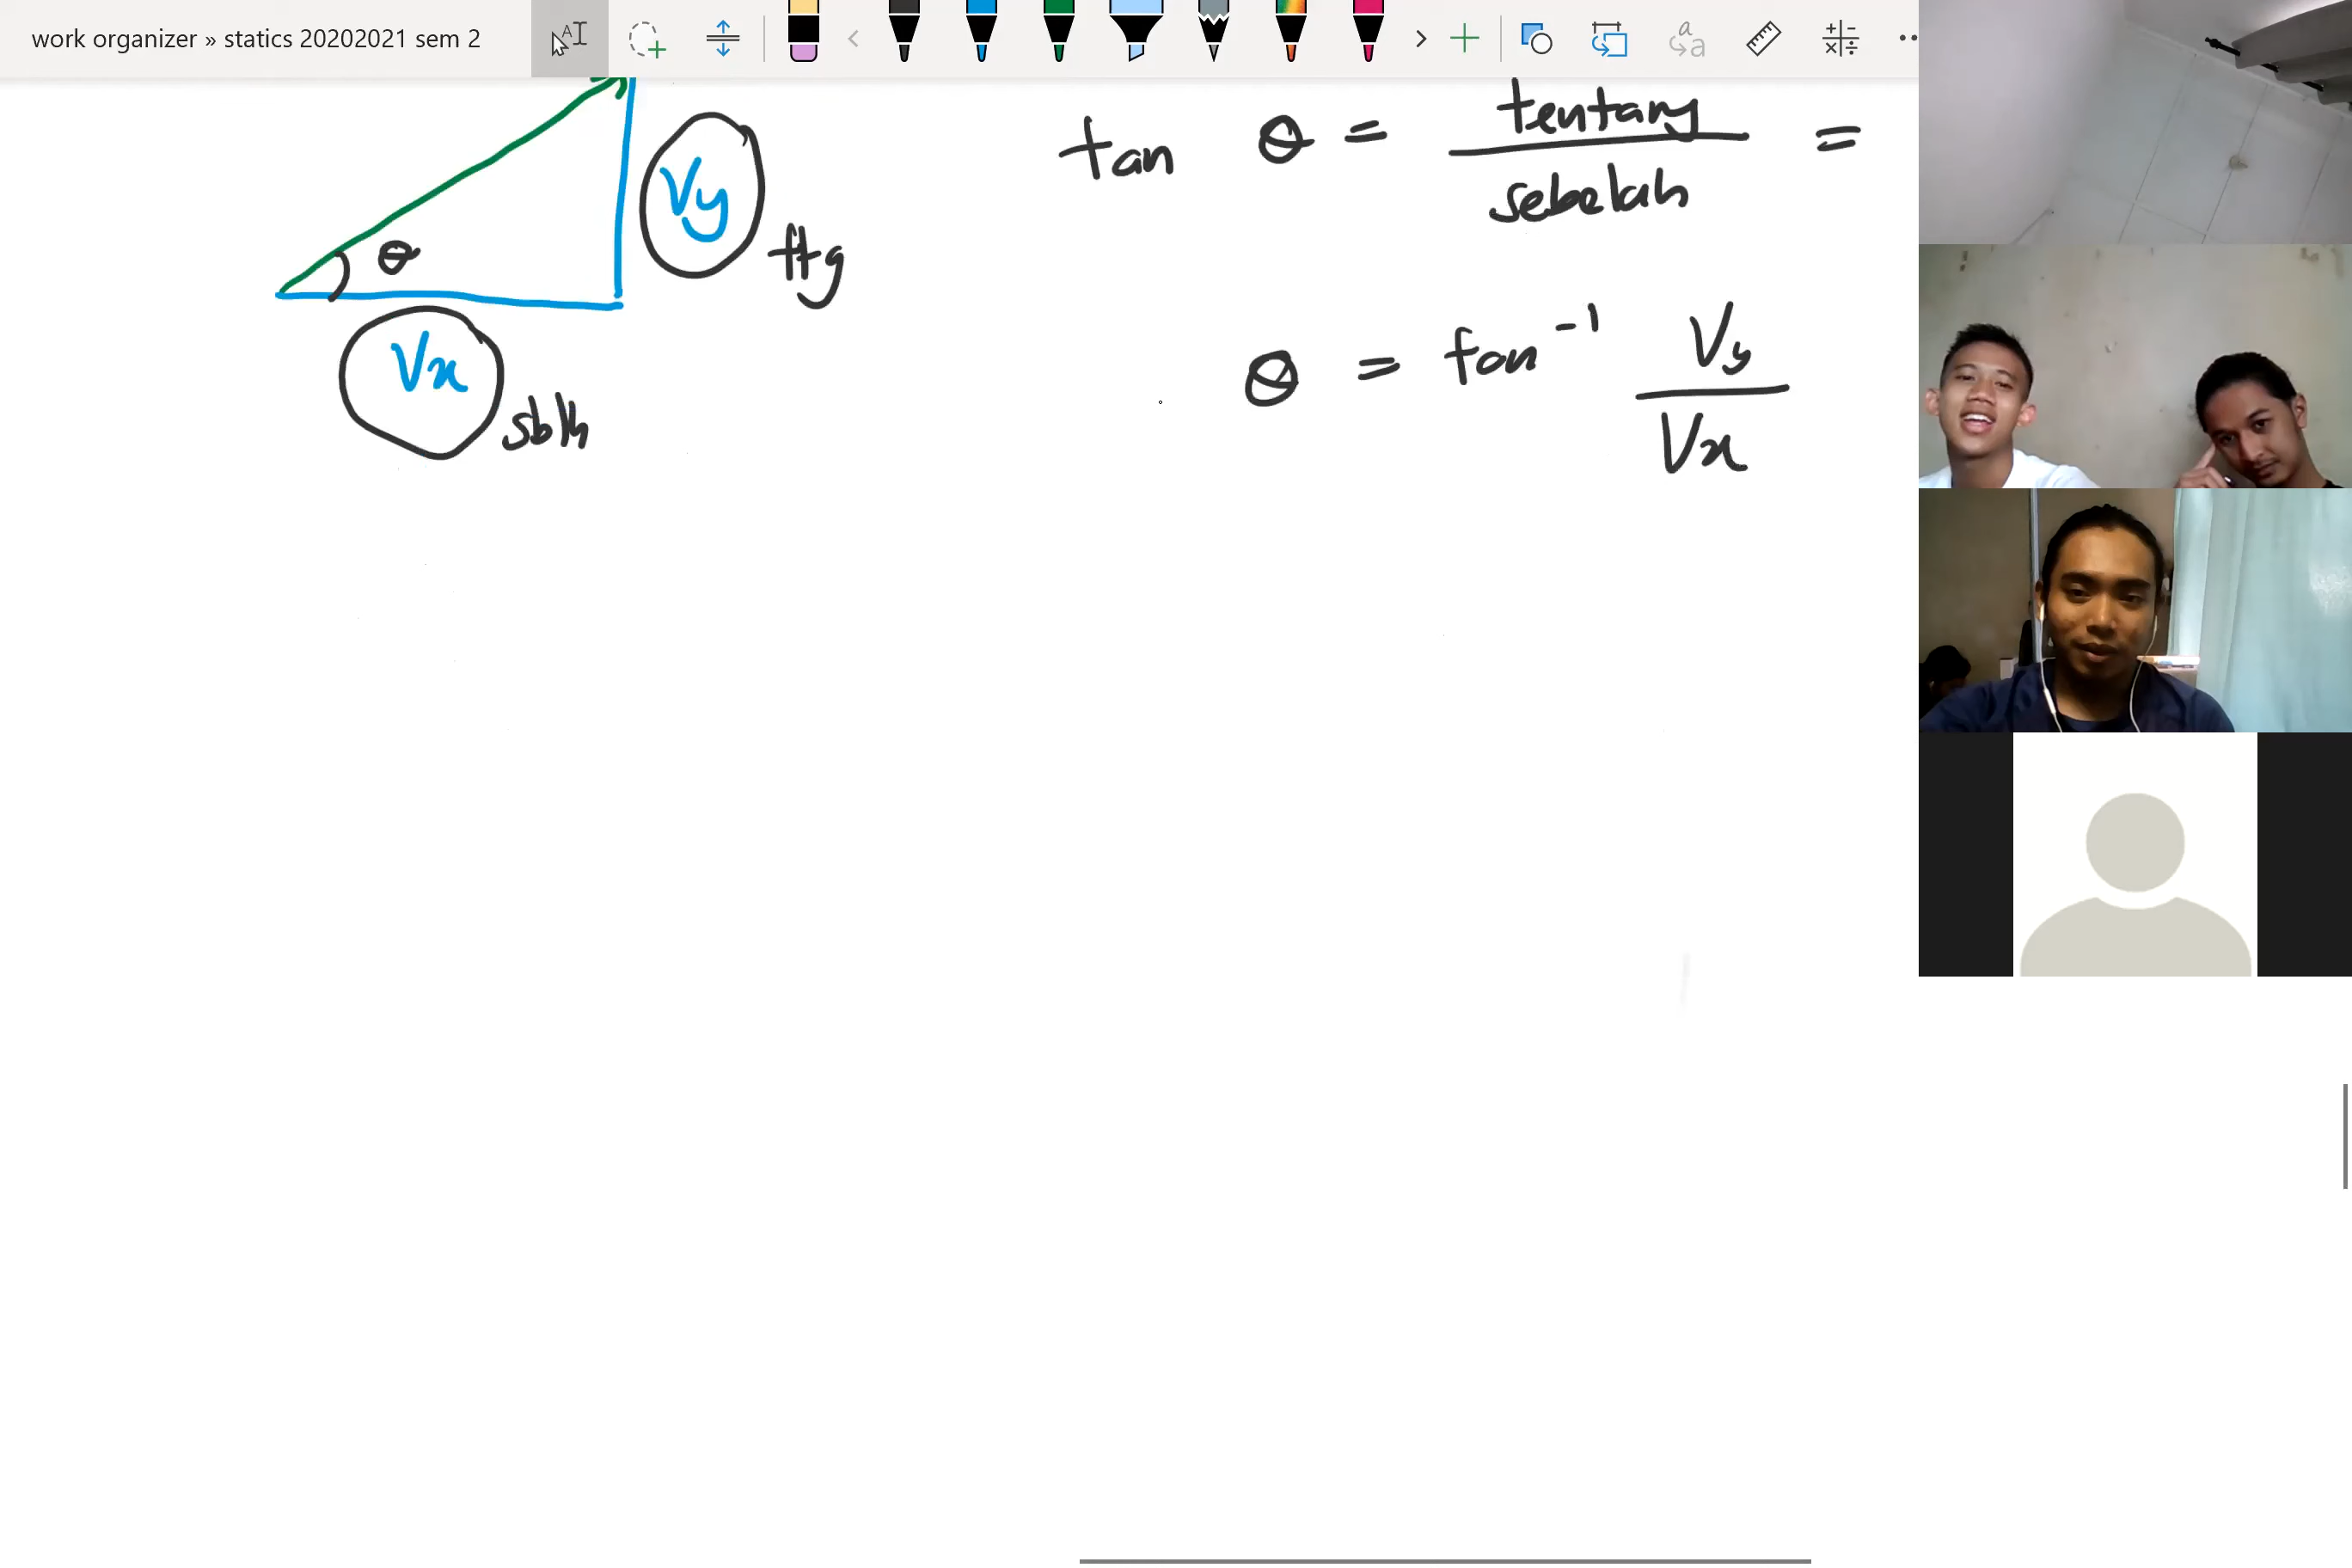 work organizer » statics 20202021 sem 2
tan θ = tentang / sebelah =
Vy
ttg
θ
Vx
sblh
θ = tan⁻¹ Vy / Vx